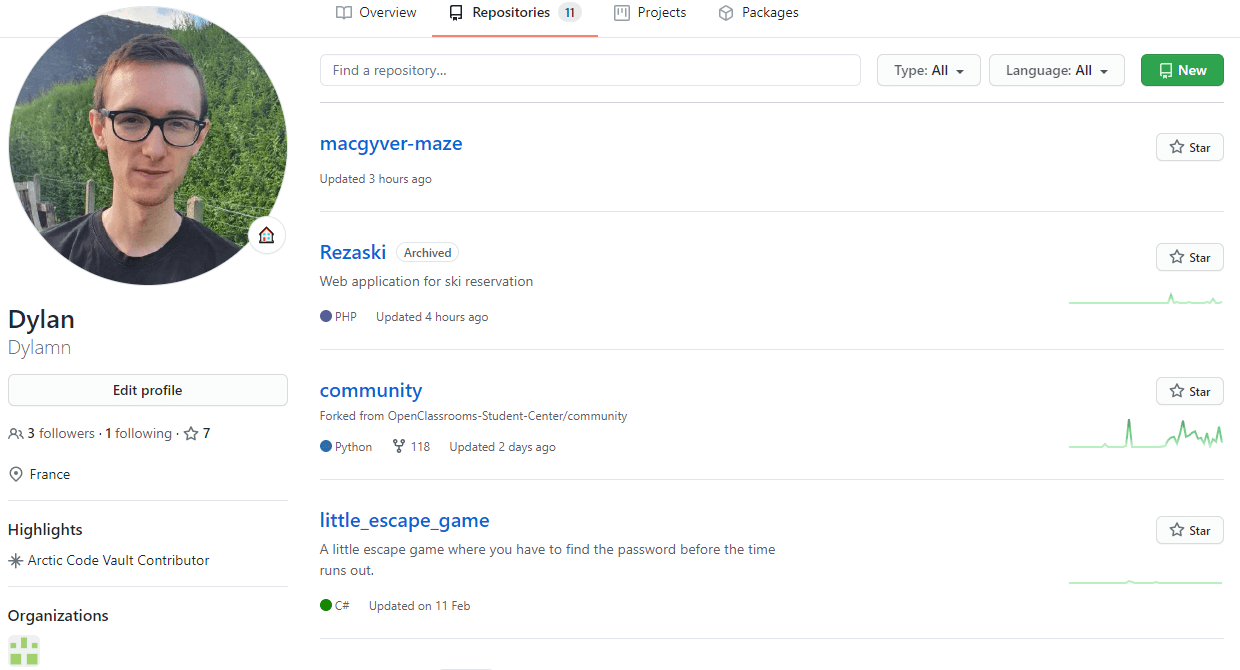 Overview
Repositories 11
Projects
Packages
Find a repository...
Type: All
Language: All
New
macgyver-maze
Star
Updated 3 hours ago
Rezaski Archived
Star
Web application for ski reservation
PHP Updated 4 hours ago
community
Star
Forked from OpenClassrooms-Student-Center/community
Python 118 Updated 2 days ago
little_escape_game
Star
A little escape game where you have to find the password before the time
runs out.
C# Updated on 11 Feb
Dylan
Dylamn
Edit profile
3 followers · 1 following · 7
France
Highlights
Arctic Code Vault Contributor
Organizations